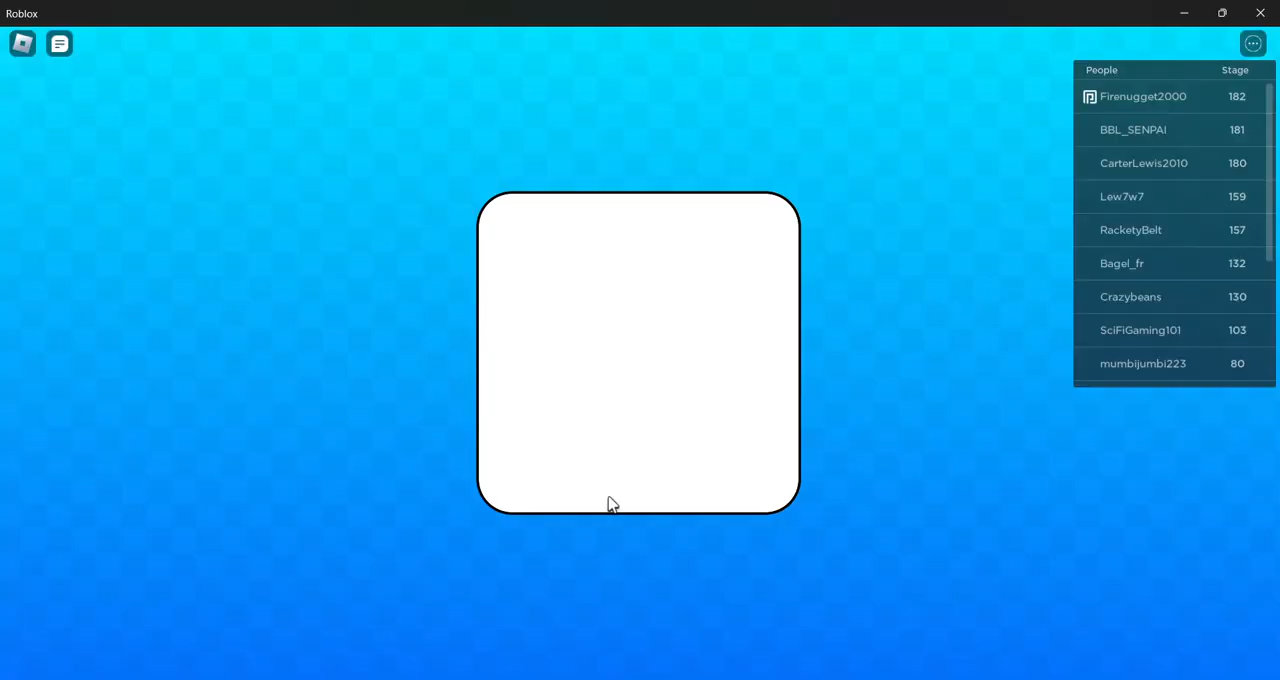 Roblox
People Stage
Firenugget2000 182
BBL_SENPAI 181
CarterLewis2010 180
Lew7w7 159
RacketyBelt 157
Bagel_fr 132
Crazybeans 130
SciFiGaming101 103
mumbijumbi223 80